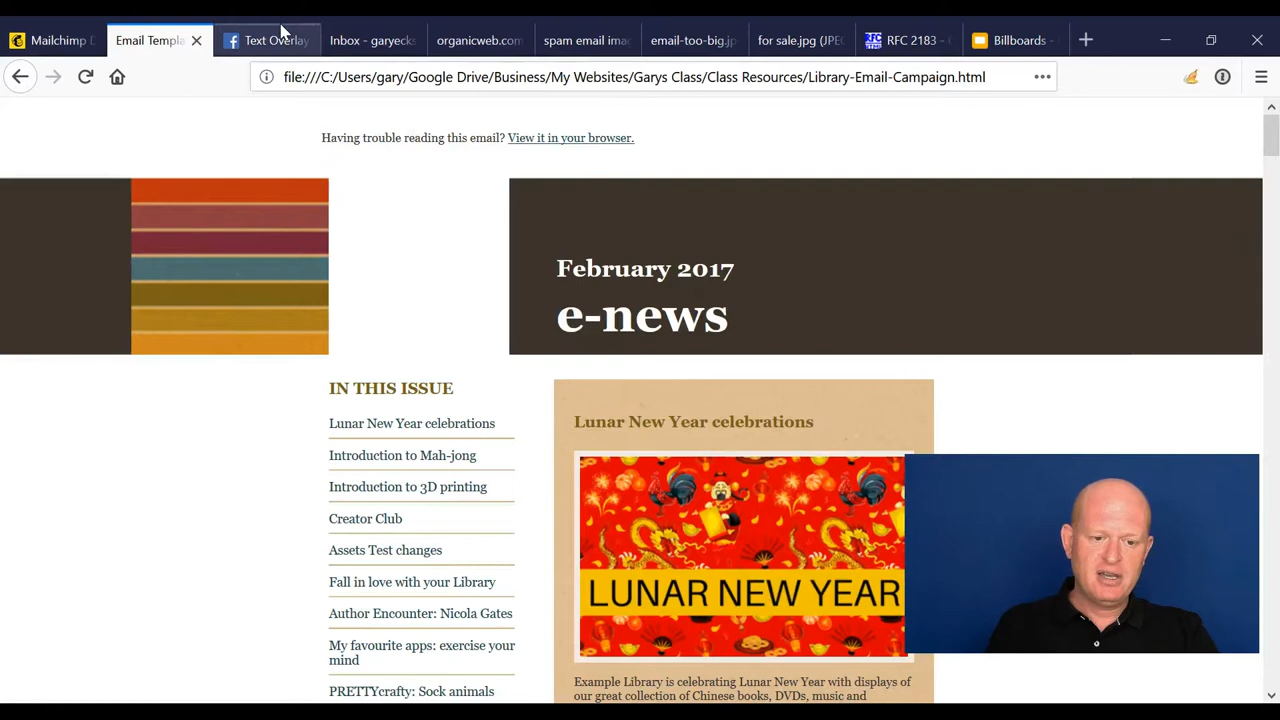 Mailchimp
Email Templa
Text Overlay
Inbox - garyecks
organicweb.com
spam email ima
email-too-big.jp
for sale.jpg (JPEG
RFC 2183 -
Billboards -
file:///C:/Users/gary/Google Drive/Business/My Websites/Garys Class/Class Resources/Library-Email-Campaign.html
Having trouble reading this email? View it in your browser.
February 2017
e-news
IN THIS ISSUE
Lunar New Year celebrations
Introduction to Mah-jong
Introduction to 3D printing
Creator Club
Assets Test changes
Fall in love with your Library
Author Encounter: Nicola Gates
My favourite apps: exercise your
mind
PRETTYcrafty: Sock animals
Lunar New Year celebrations
LUNAR NEW YEAR
Example Library is celebrating Lunar New Year with displays of
our great collection of Chinese books, DVDs, music and